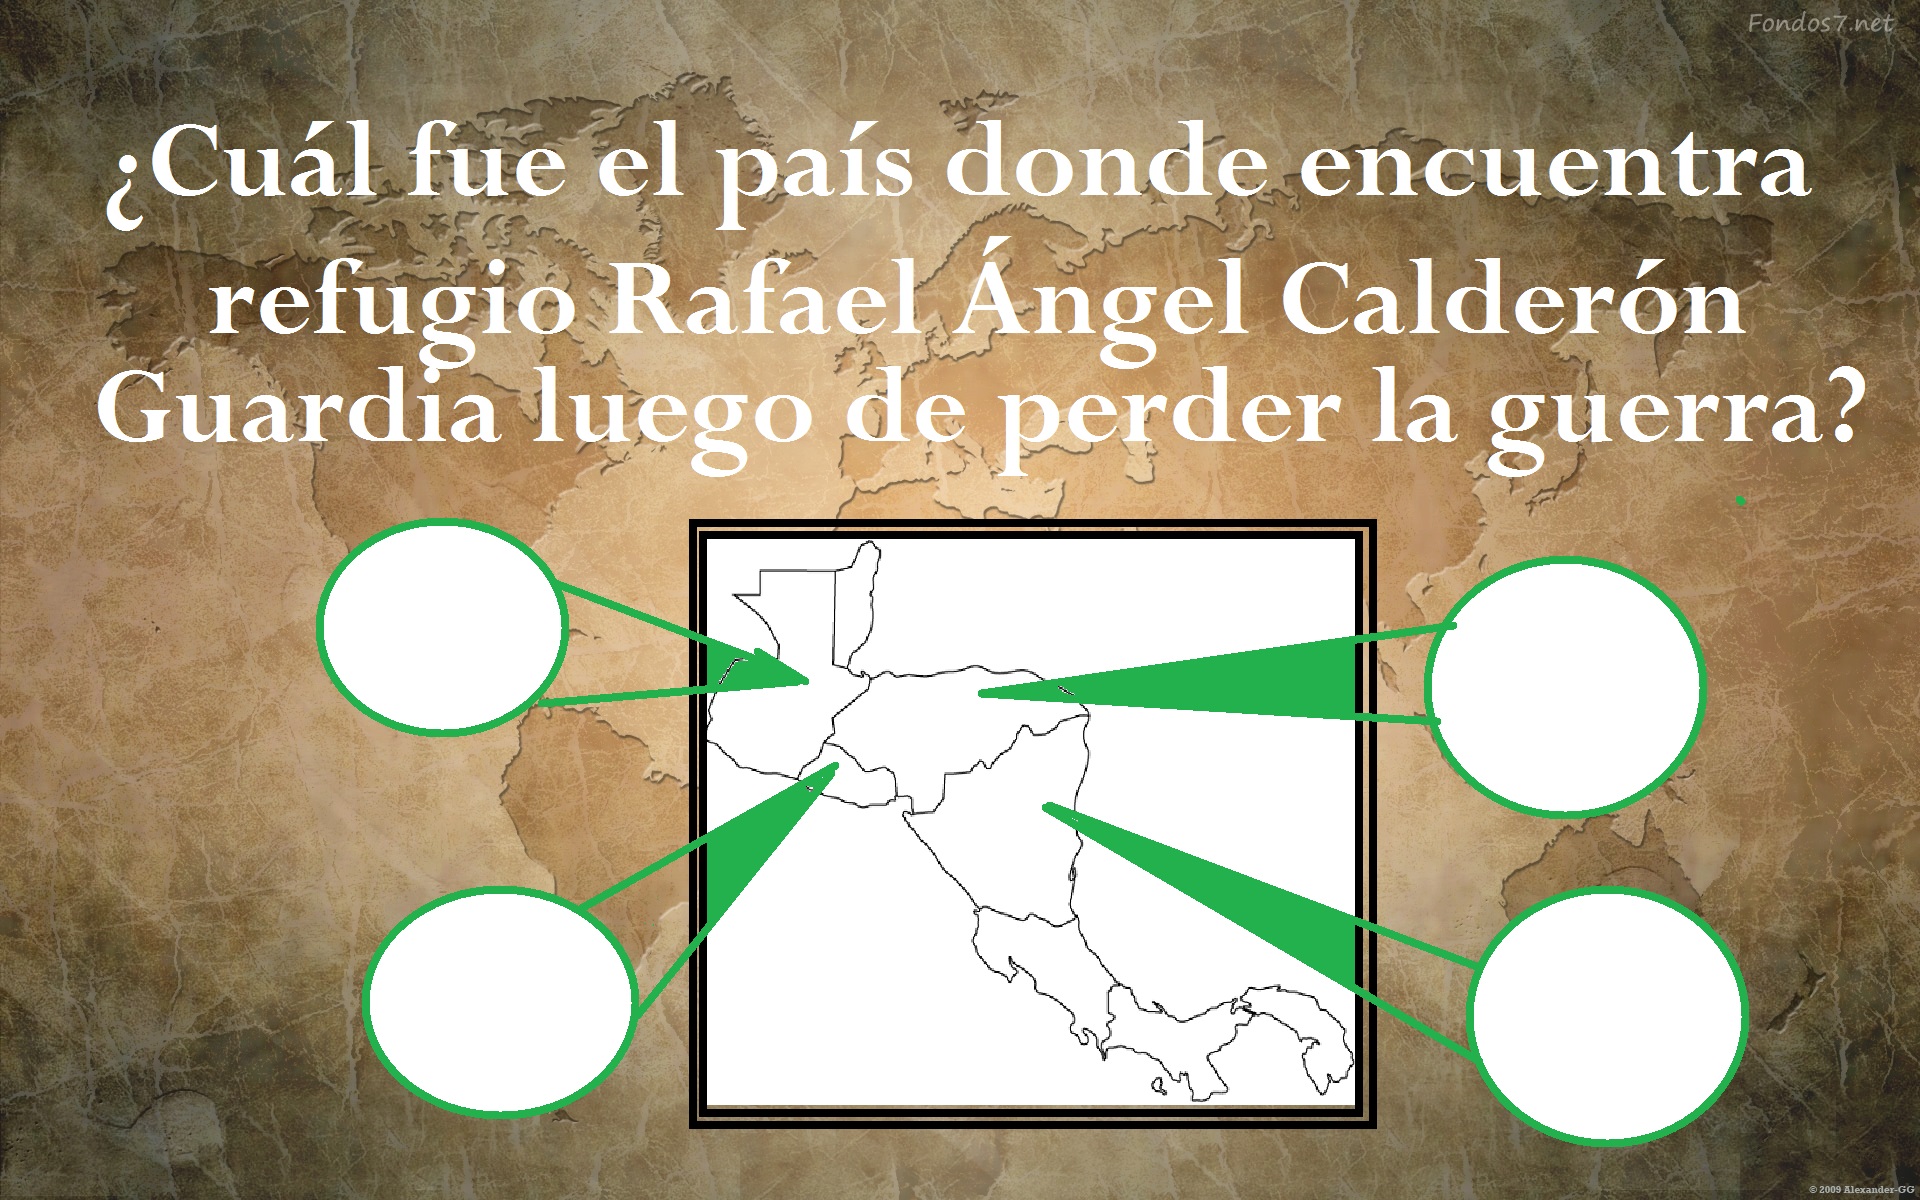 Fondos7.net
¿Cuál fue el país donde encuentra
refugio Rafael Ángel Calderón
Guardia luego de perder la guerra?
© 2009 Alexander-GG